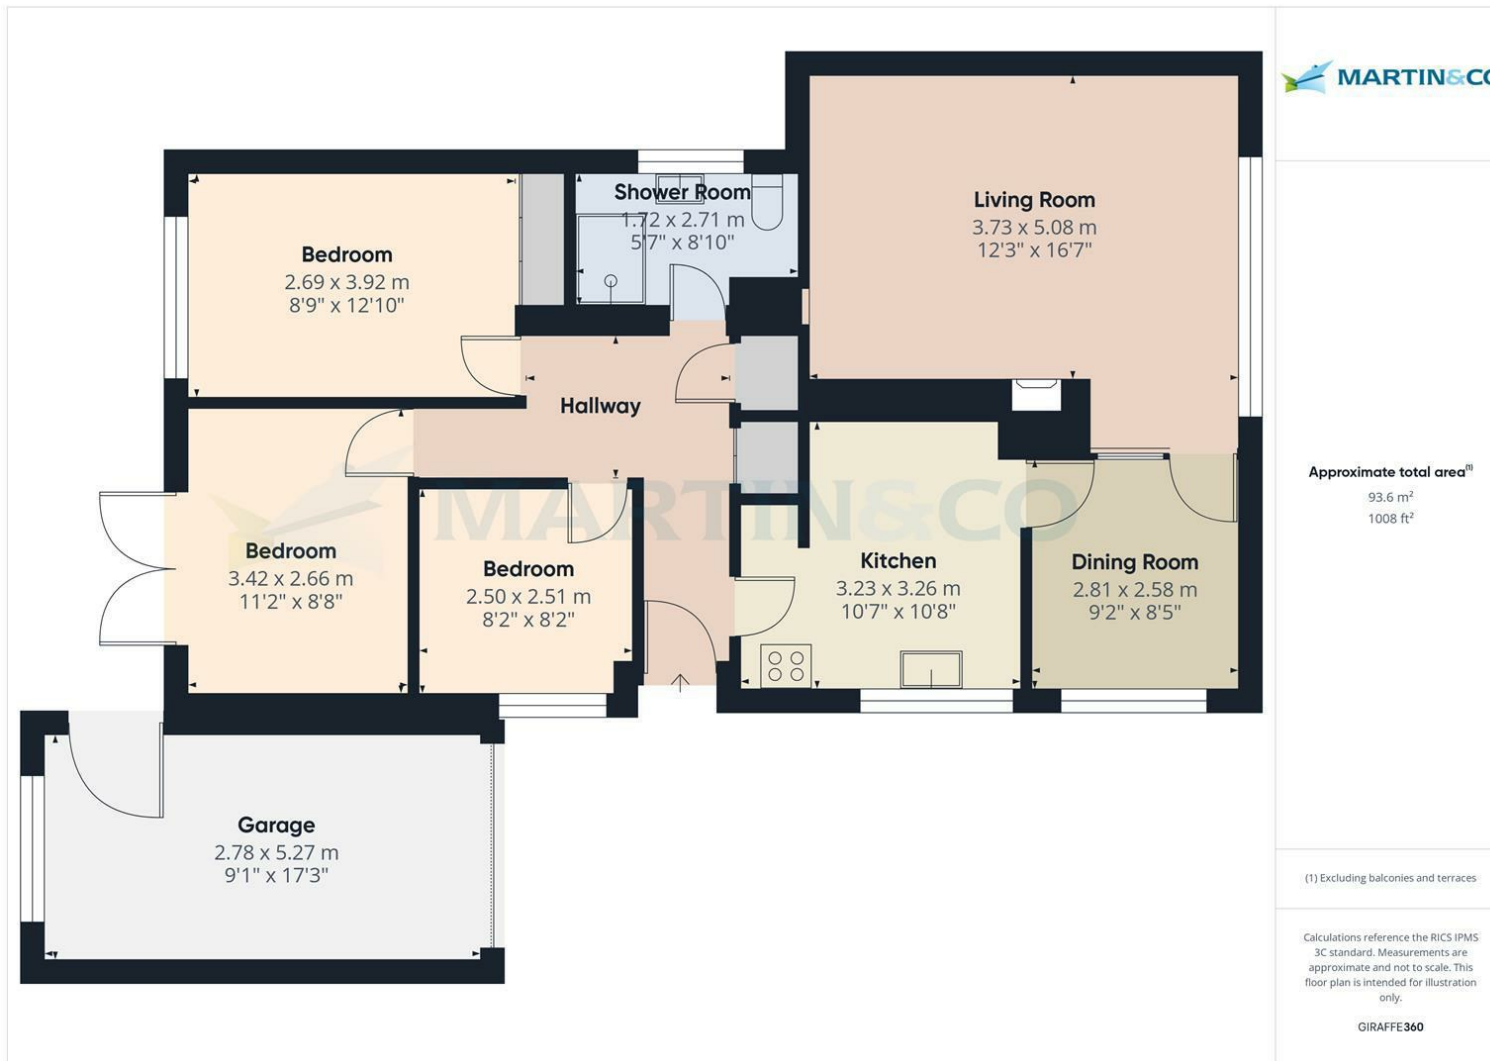 MARTIN&CO
Living Room
3.73 x 5.08 m
12'3" x 16'7"
Shower Room
1.72 x 2.71 m
5'7" x 8'10"
Bedroom
2.69 x 3.92 m
8'9" x 12'10"
Hallway
MARTIN&CO
Bedroom
3.42 x 2.66 m
11'2" x 8'8"
Bedroom
2.50 x 2.51 m
8'2" x 8'2"
Kitchen
3.23 x 3.26 m
10'7" x 10'8"
Dining Room
2.81 x 2.58 m
9'2" x 8'5"
Garage
2.78 x 5.27 m
9'1" x 17'3"
Approximate total area(1)
93.6 m²
1008 ft²
(1) Excluding balconies and terraces
Calculations reference the RICS IPMS
3C standard. Measurements are
approximate and not to scale. This
floor plan is intended for illustration
only.
GIRAFFE360